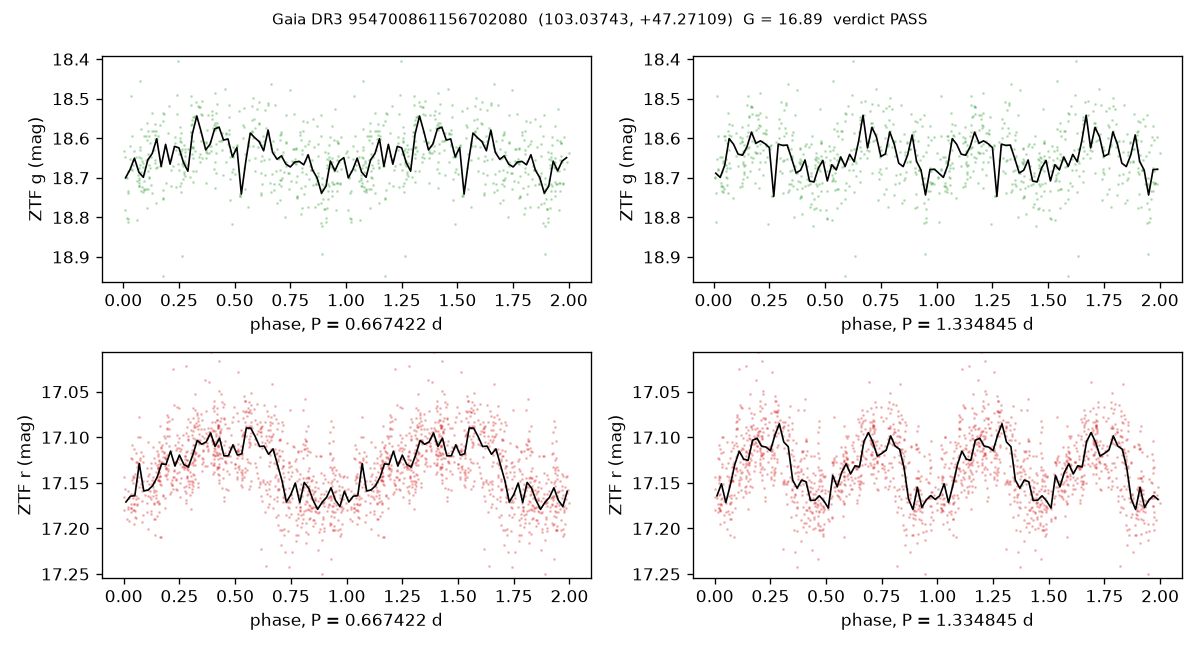 Gaia DR3 954700861156702080  (103.03743, +47.27109)  G = 16.89  verdict PASS
ZTF g (mag)
18.4
18.5
18.6
18.7
18.8
18.9
0.00 0.25 0.50 0.75 1.00 1.25 1.50 1.75 2.00
phase, P = 0.667422 d
ZTF g (mag)
18.4
18.5
18.6
18.7
18.8
18.9
0.00 0.25 0.50 0.75 1.00 1.25 1.50 1.75 2.00
phase, P = 1.334845 d
ZTF r (mag)
17.05
17.10
17.15
17.20
17.25
0.00 0.25 0.50 0.75 1.00 1.25 1.50 1.75 2.00
phase, P = 0.667422 d
ZTF r (mag)
17.05
17.10
17.15
17.20
17.25
0.00 0.25 0.50 0.75 1.00 1.25 1.50 1.75 2.00
phase, P = 1.334845 d